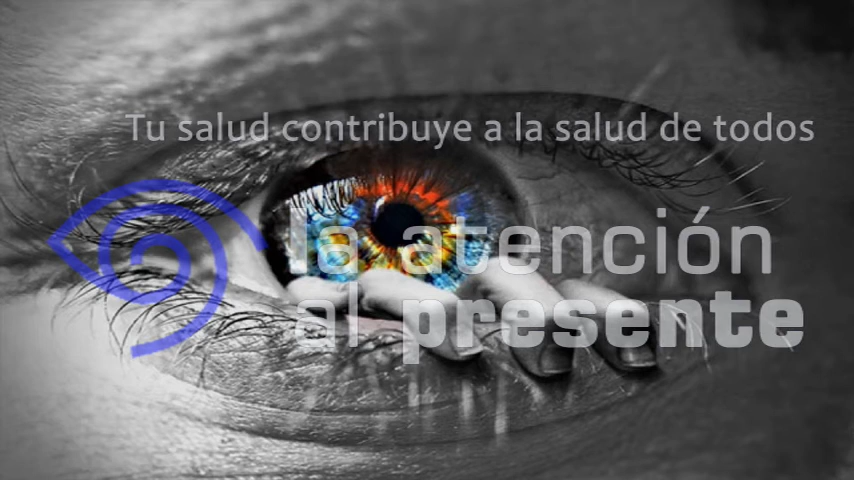 Tu salud contribuye a la salud de todos
la atención
al presente